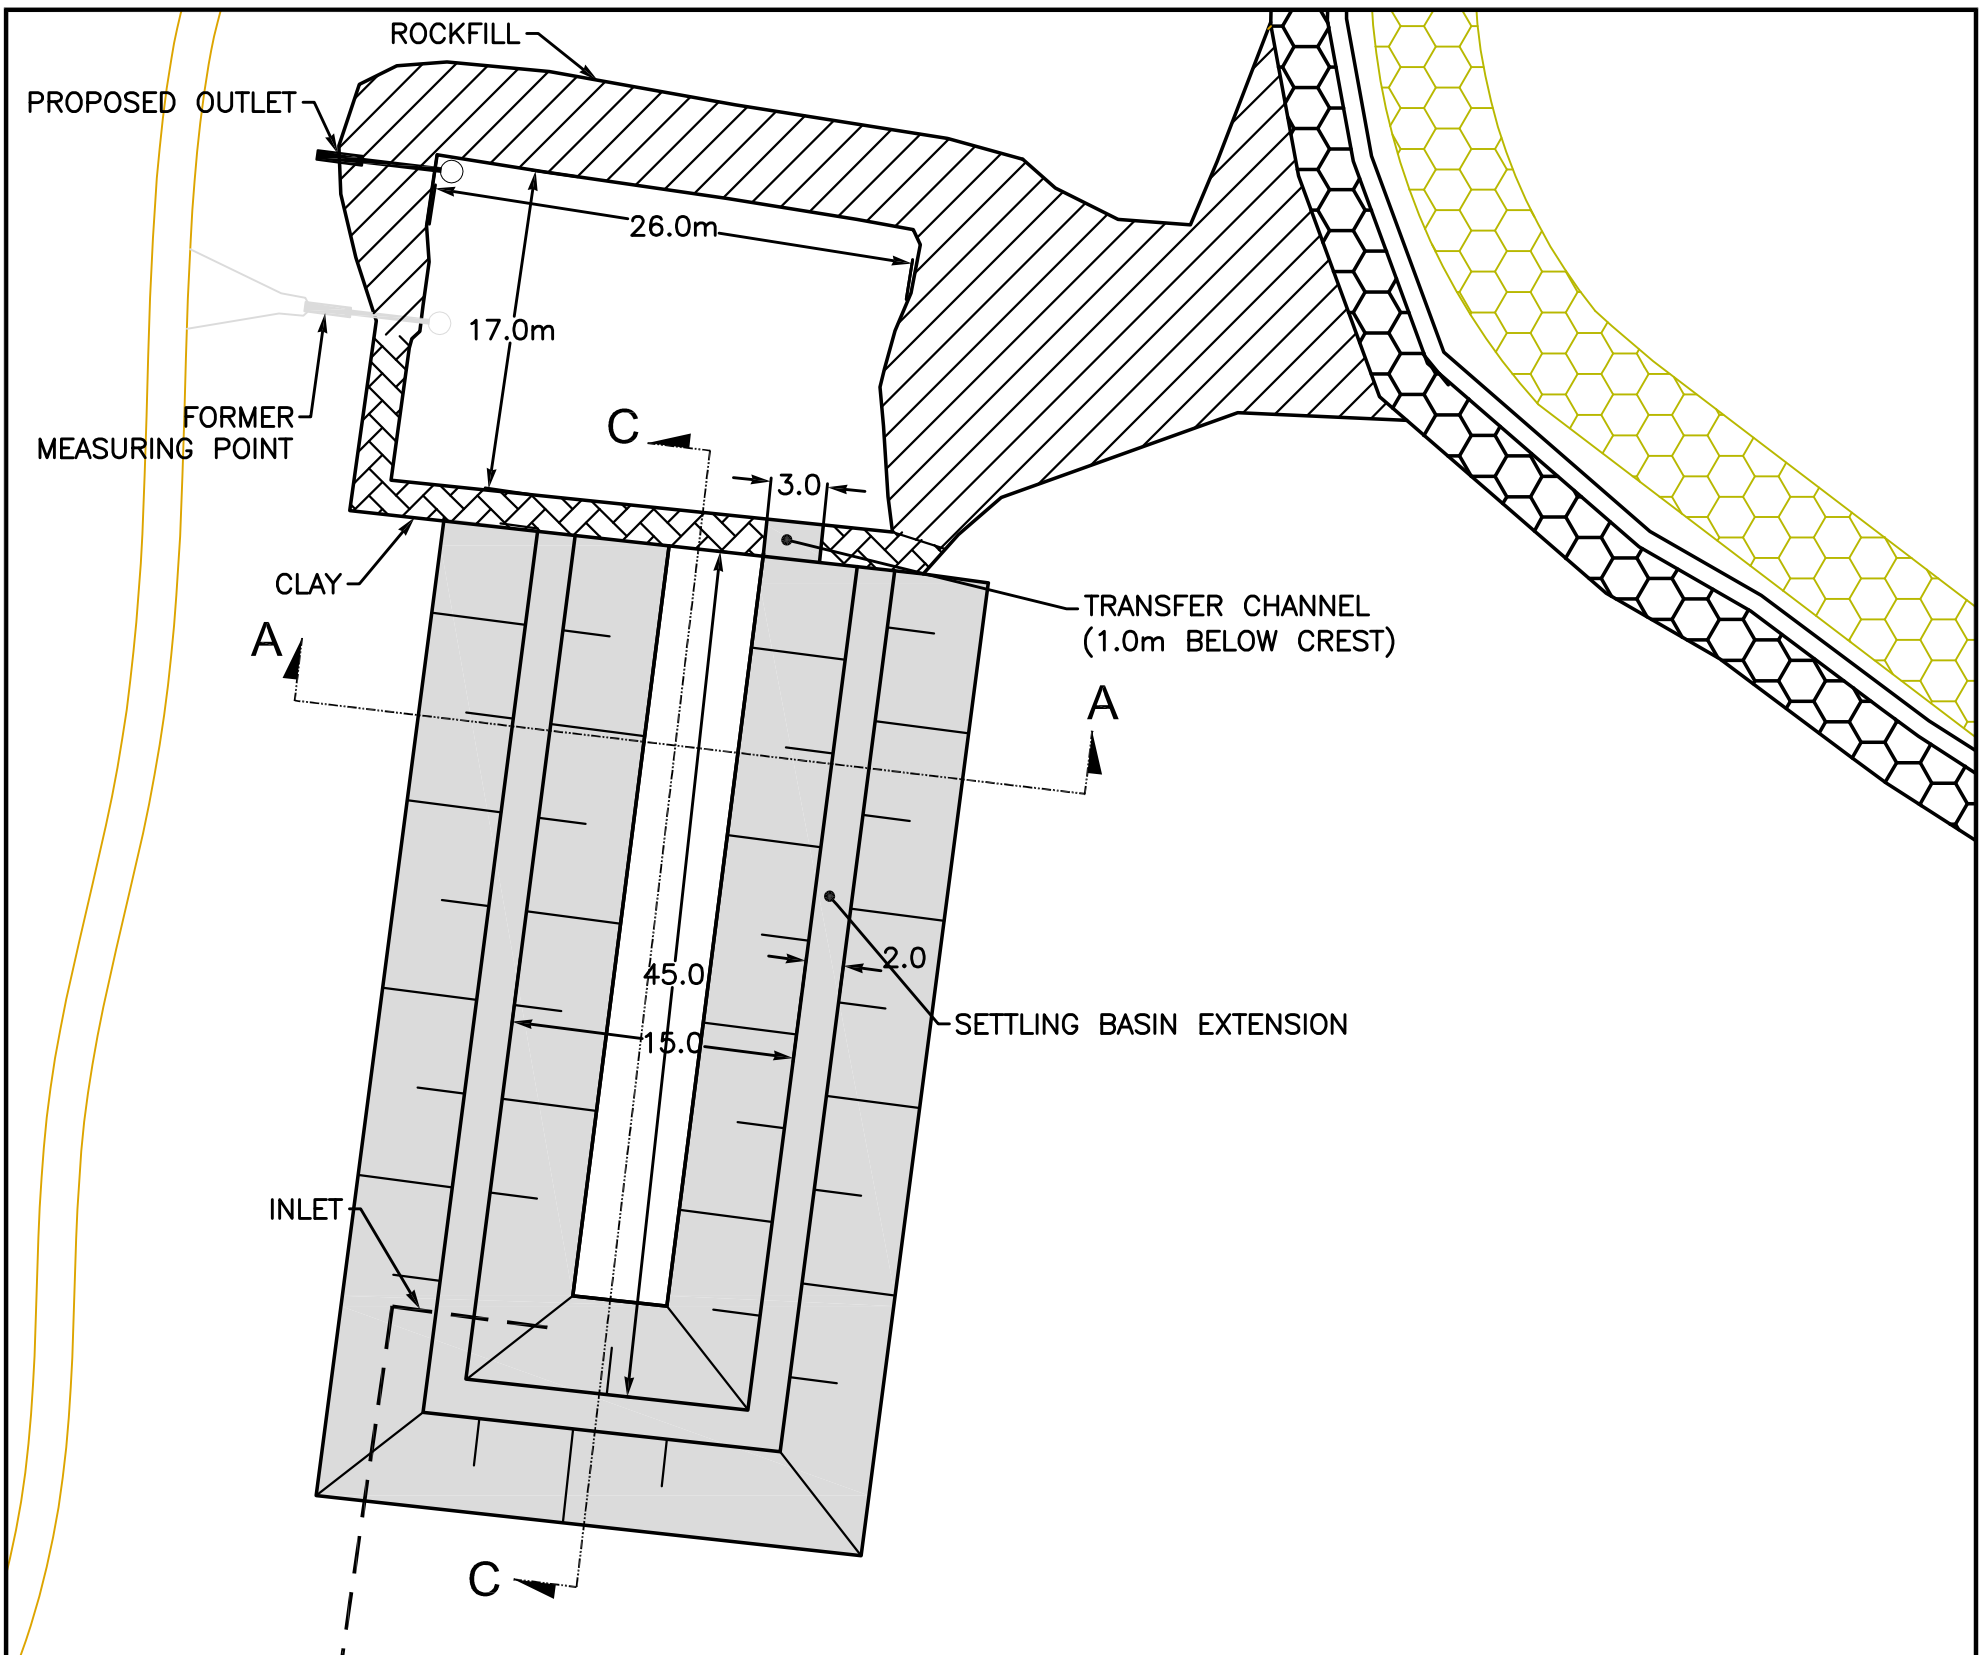 ROCKFILL
PROPOSED OUTLET
26.0m
17.0m
FORMER
MEASURING POINT
C
3.0
CLAY
TRANSFER CHANNEL
(1.0m BELOW CREST)
A
A
2.0
45.0
SETTLING BASIN EXTENSION
15.0
INLET
C